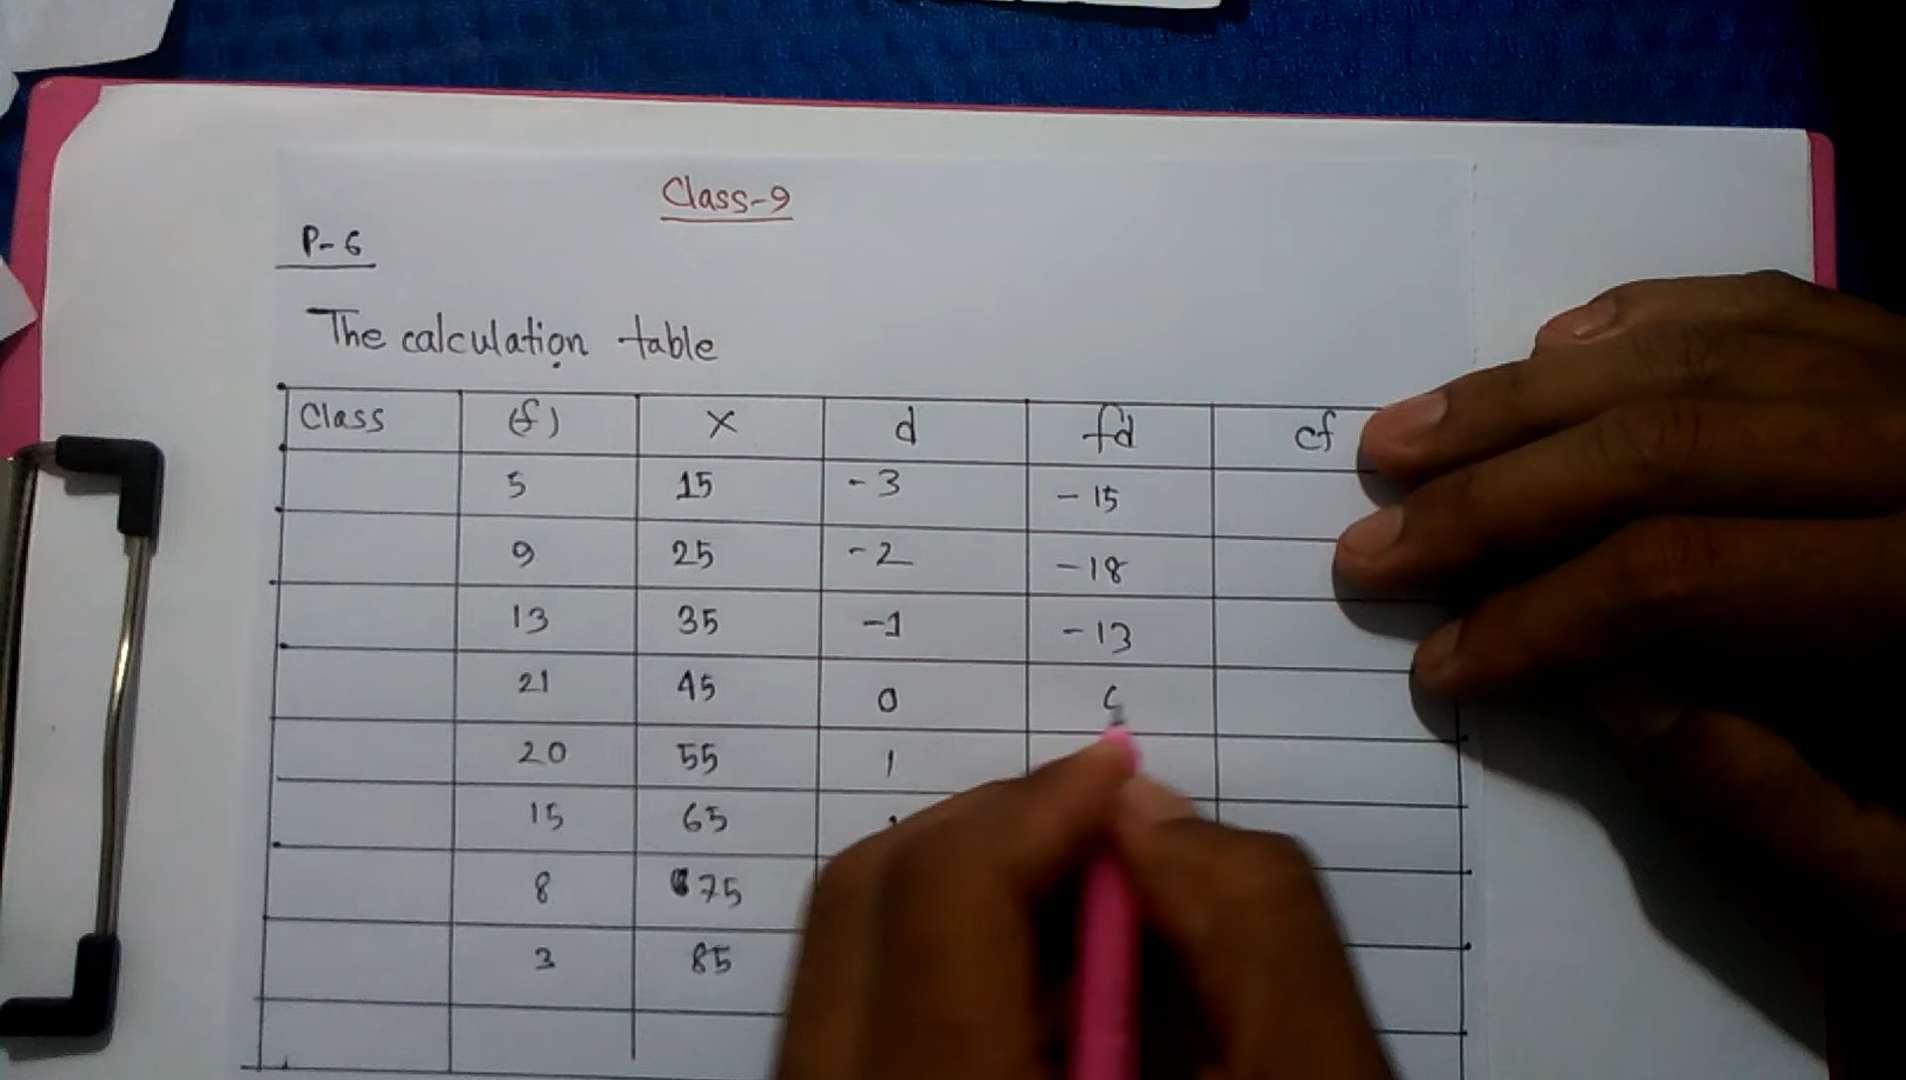 Class-9
P-6
The calculation table
Class (f) x d fd cf
5 15 -3 -15
9 25 -2 -18
13 35 -1 -13
21 45 0
20 55 1
15 65
8 75
3 85